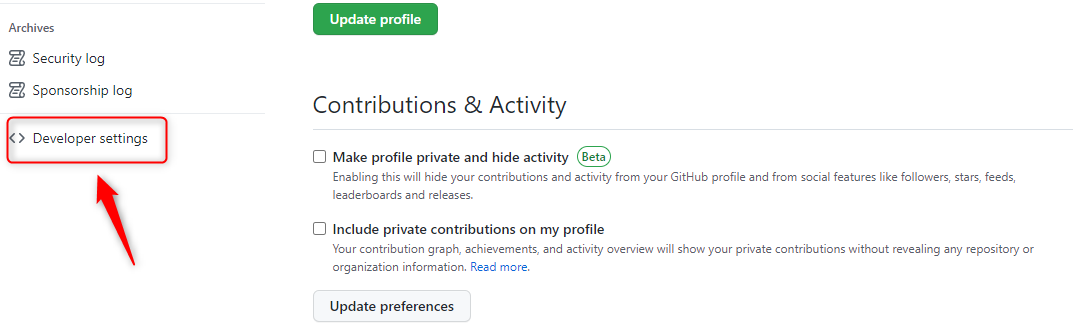 Archives
Security log
Sponsorship log
Developer settings
Update profile
Contributions & Activity
Make profile private and hide activity Beta
Enabling this will hide your contributions and activity from your GitHub profile and from social features like followers, stars, feeds,
leaderboards and releases.
Include private contributions on my profile
Your contribution graph, achievements, and activity overview will show your private contributions without revealing any repository or
organization information. Read more.
Update preferences